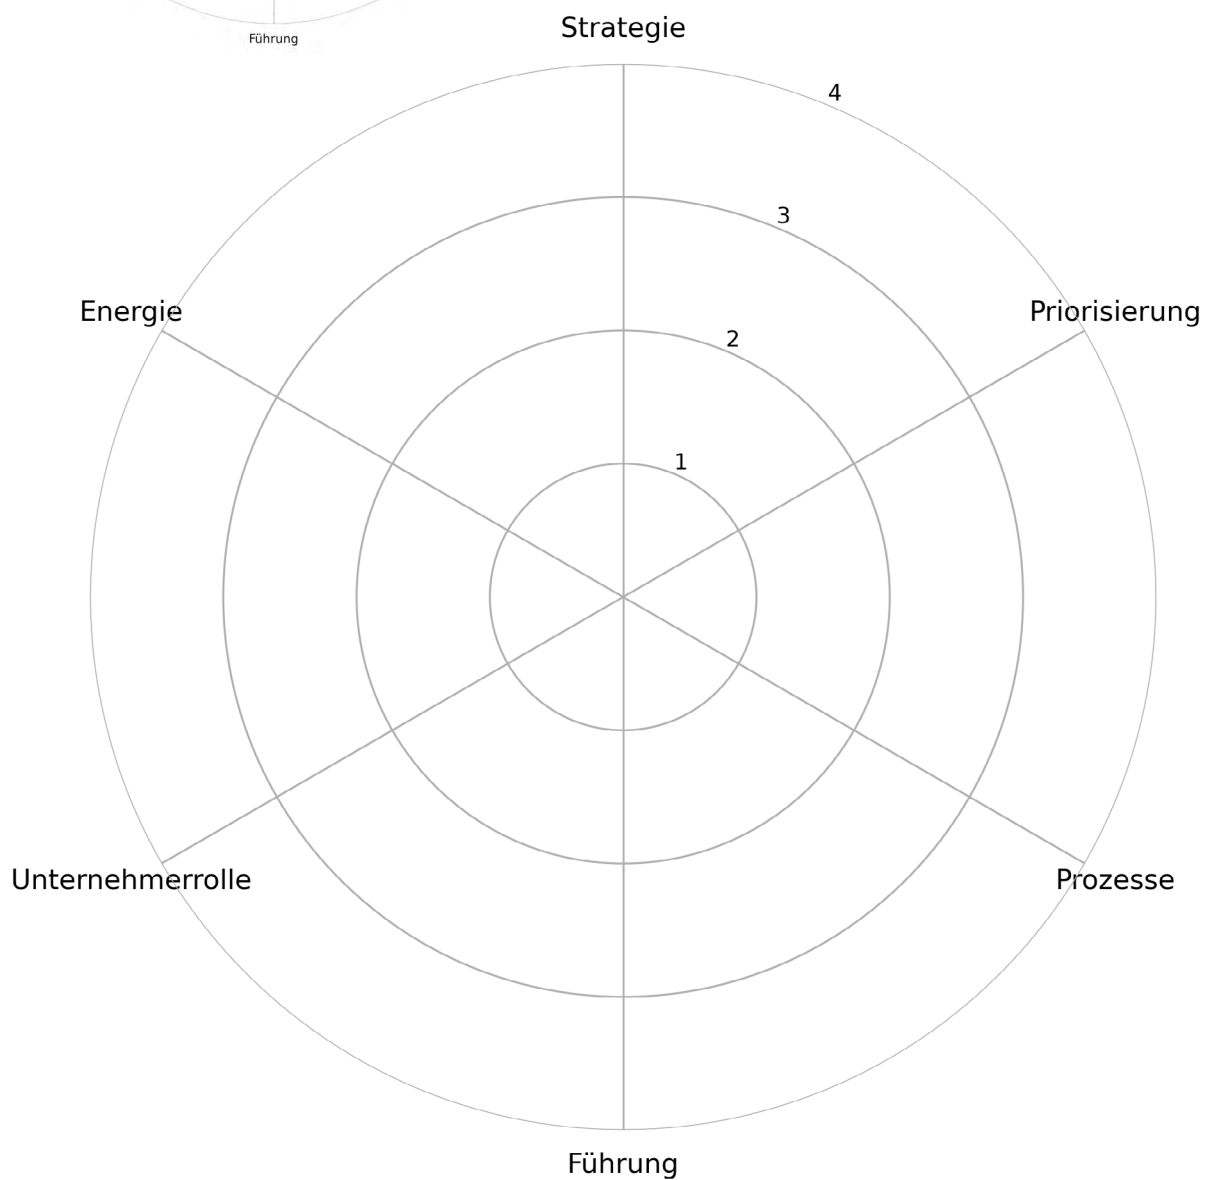 Führung
Strategie
4
3
Energie
Priorisierung
2
1
Unternehmerrolle
Prozesse
Führung